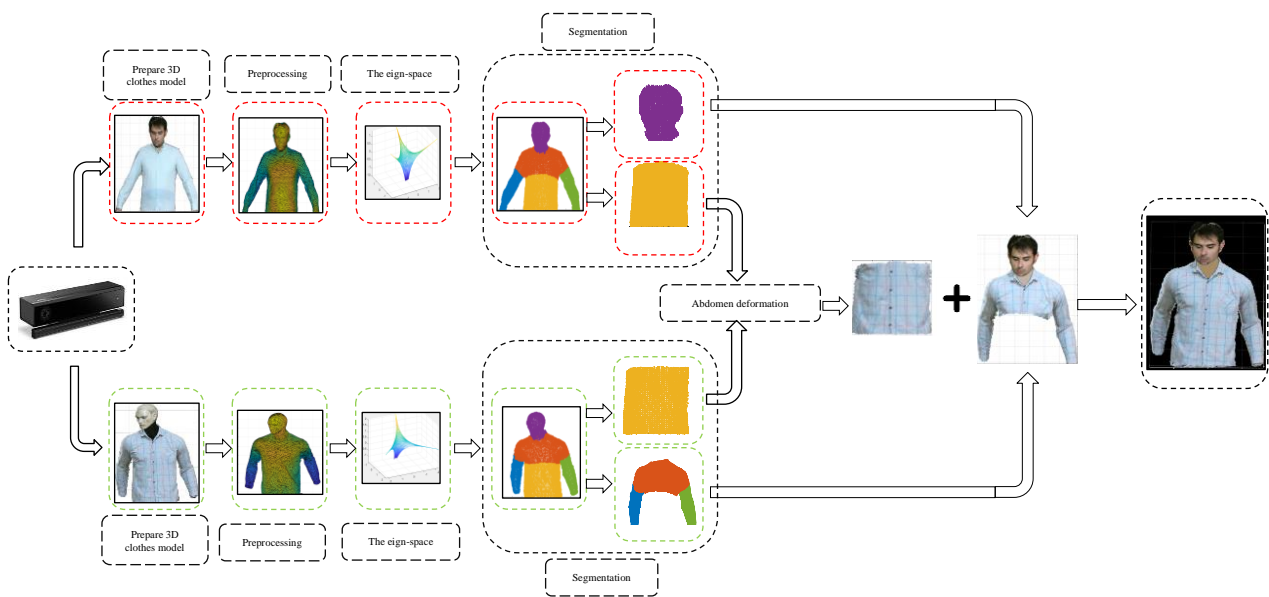 Segmentation
Prepare 3D
clothes model
Preprocessing
The eign-space
Abdomen deformation
Prepare 3D
clothes model
Preprocessing
The eign-space
Segmentation